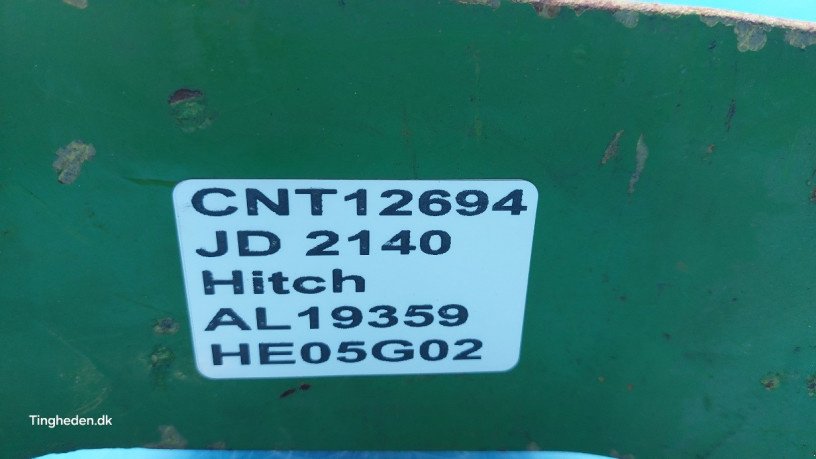 CNT12694
JD 2140
Hitch
AL19359
HE05G02
Tingheden.dk